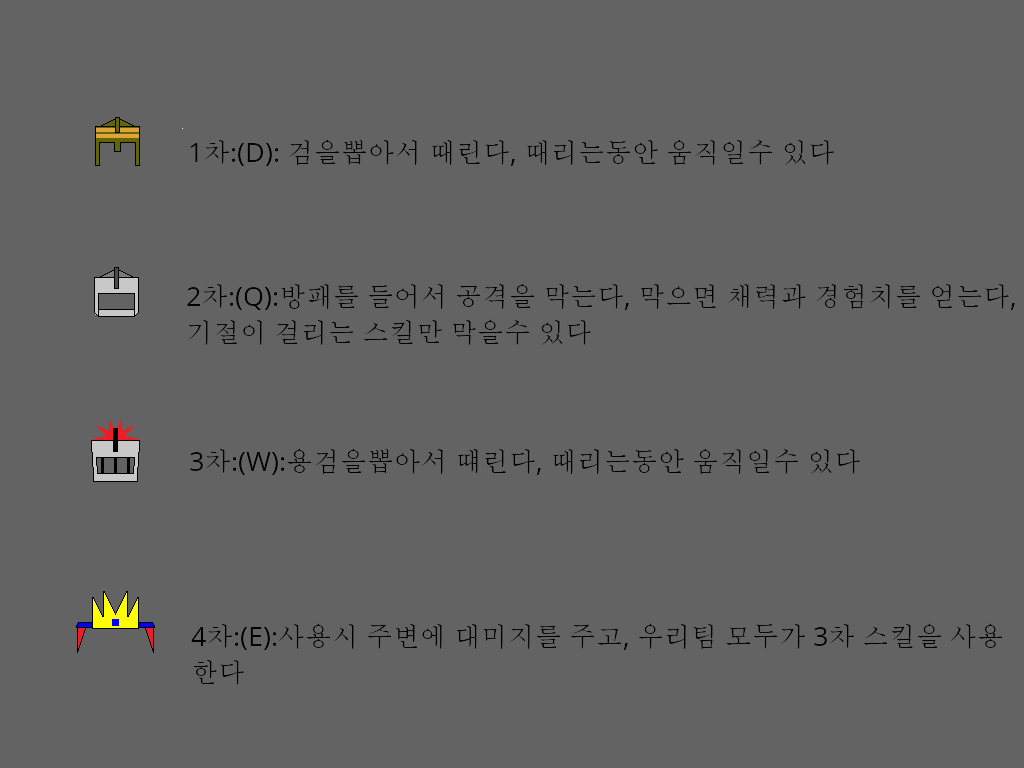 1차:(D): 검을뽑아서 때린다, 때리는동안 움직일수 있다
2차:(Q):방패를 들어서 공격을 막는다, 막으면 채력과 경험치를 얻는다,
기절이 걸리는 스킬만 막을수 있다
3차:(W):용검을뽑아서 떄린다, 때리는동안 움직일수 있다
4차:(E):사용시 주변에 대미지를 주고, 우리팀 모두가 3차 스킬을 사용
한다